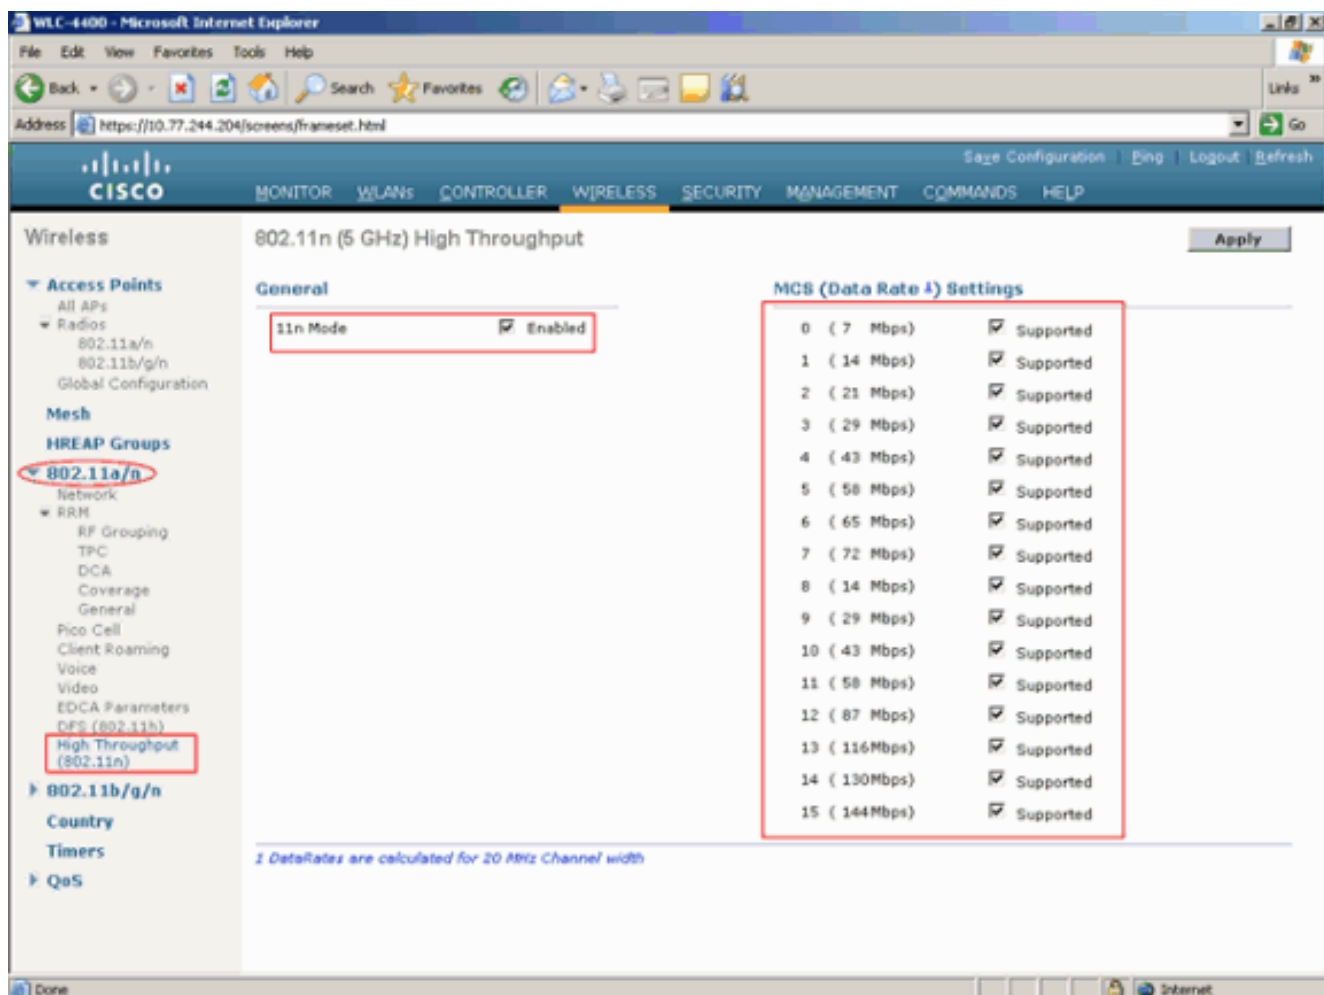 WLC-4400 - Microsoft Internet Explorer
File Edit View Favorites Tools Help
Back Search Favorites Links »
Address https://10.77.244.204/screens/frameset.html Go
Save Configuration | Ping | Logout | Refresh
CISCO MONITOR WLANs CONTROLLER WIRELESS SECURITY MANAGEMENT COMMANDS HELP
Wireless
Access Points
All APs
Radios
802.11a/n
802.11b/g/n
Global Configuration
Mesh
HREAP Groups
802.11a/n
Network
RRM
RF Grouping
TPC
DCA
Coverage
General
Pico Cell
Client Roaming
Voice
Video
EDCA Parameters
DFS (802.11h)
High Throughput
(802.11n)
802.11b/g/n
Country
Timers
QoS
802.11n (5 GHz) High Throughput
Apply
General
11n Mode Enabled
MCS (Data Rate 1) Settings
0 ( 7 Mbps) Supported
1 ( 14 Mbps) Supported
2 ( 21 Mbps) Supported
3 ( 29 Mbps) Supported
4 ( 43 Mbps) Supported
5 ( 58 Mbps) Supported
6 ( 65 Mbps) Supported
7 ( 72 Mbps) Supported
8 ( 14 Mbps) Supported
9 ( 29 Mbps) Supported
10 ( 43 Mbps) Supported
11 ( 58 Mbps) Supported
12 ( 87 Mbps) Supported
13 ( 116Mbps) Supported
14 ( 130Mbps) Supported
15 ( 144Mbps) Supported
1 DataRates are calculated for 20 MHz Channel width
Done Internet